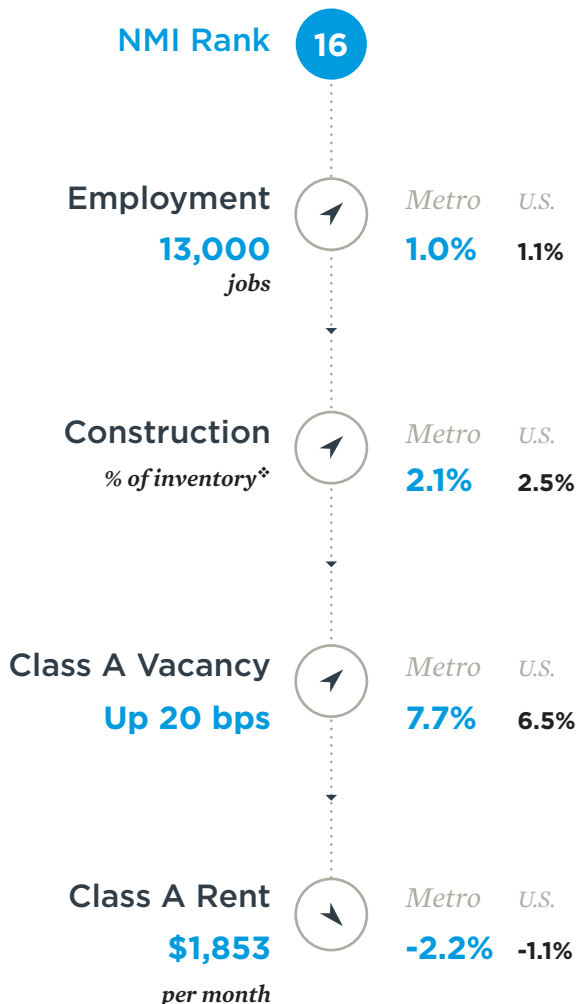 NMI Rank 16
Employment Metro U.S.
13,000 1.0% 1.1%
jobs
Construction Metro U.S.
% of inventory❖ 2.1% 2.5%
Class A Vacancy Metro U.S.
Up 20 bps 7.7% 6.5%
Class A Rent Metro U.S.
$1,853 -2.2% -1.1%
per month